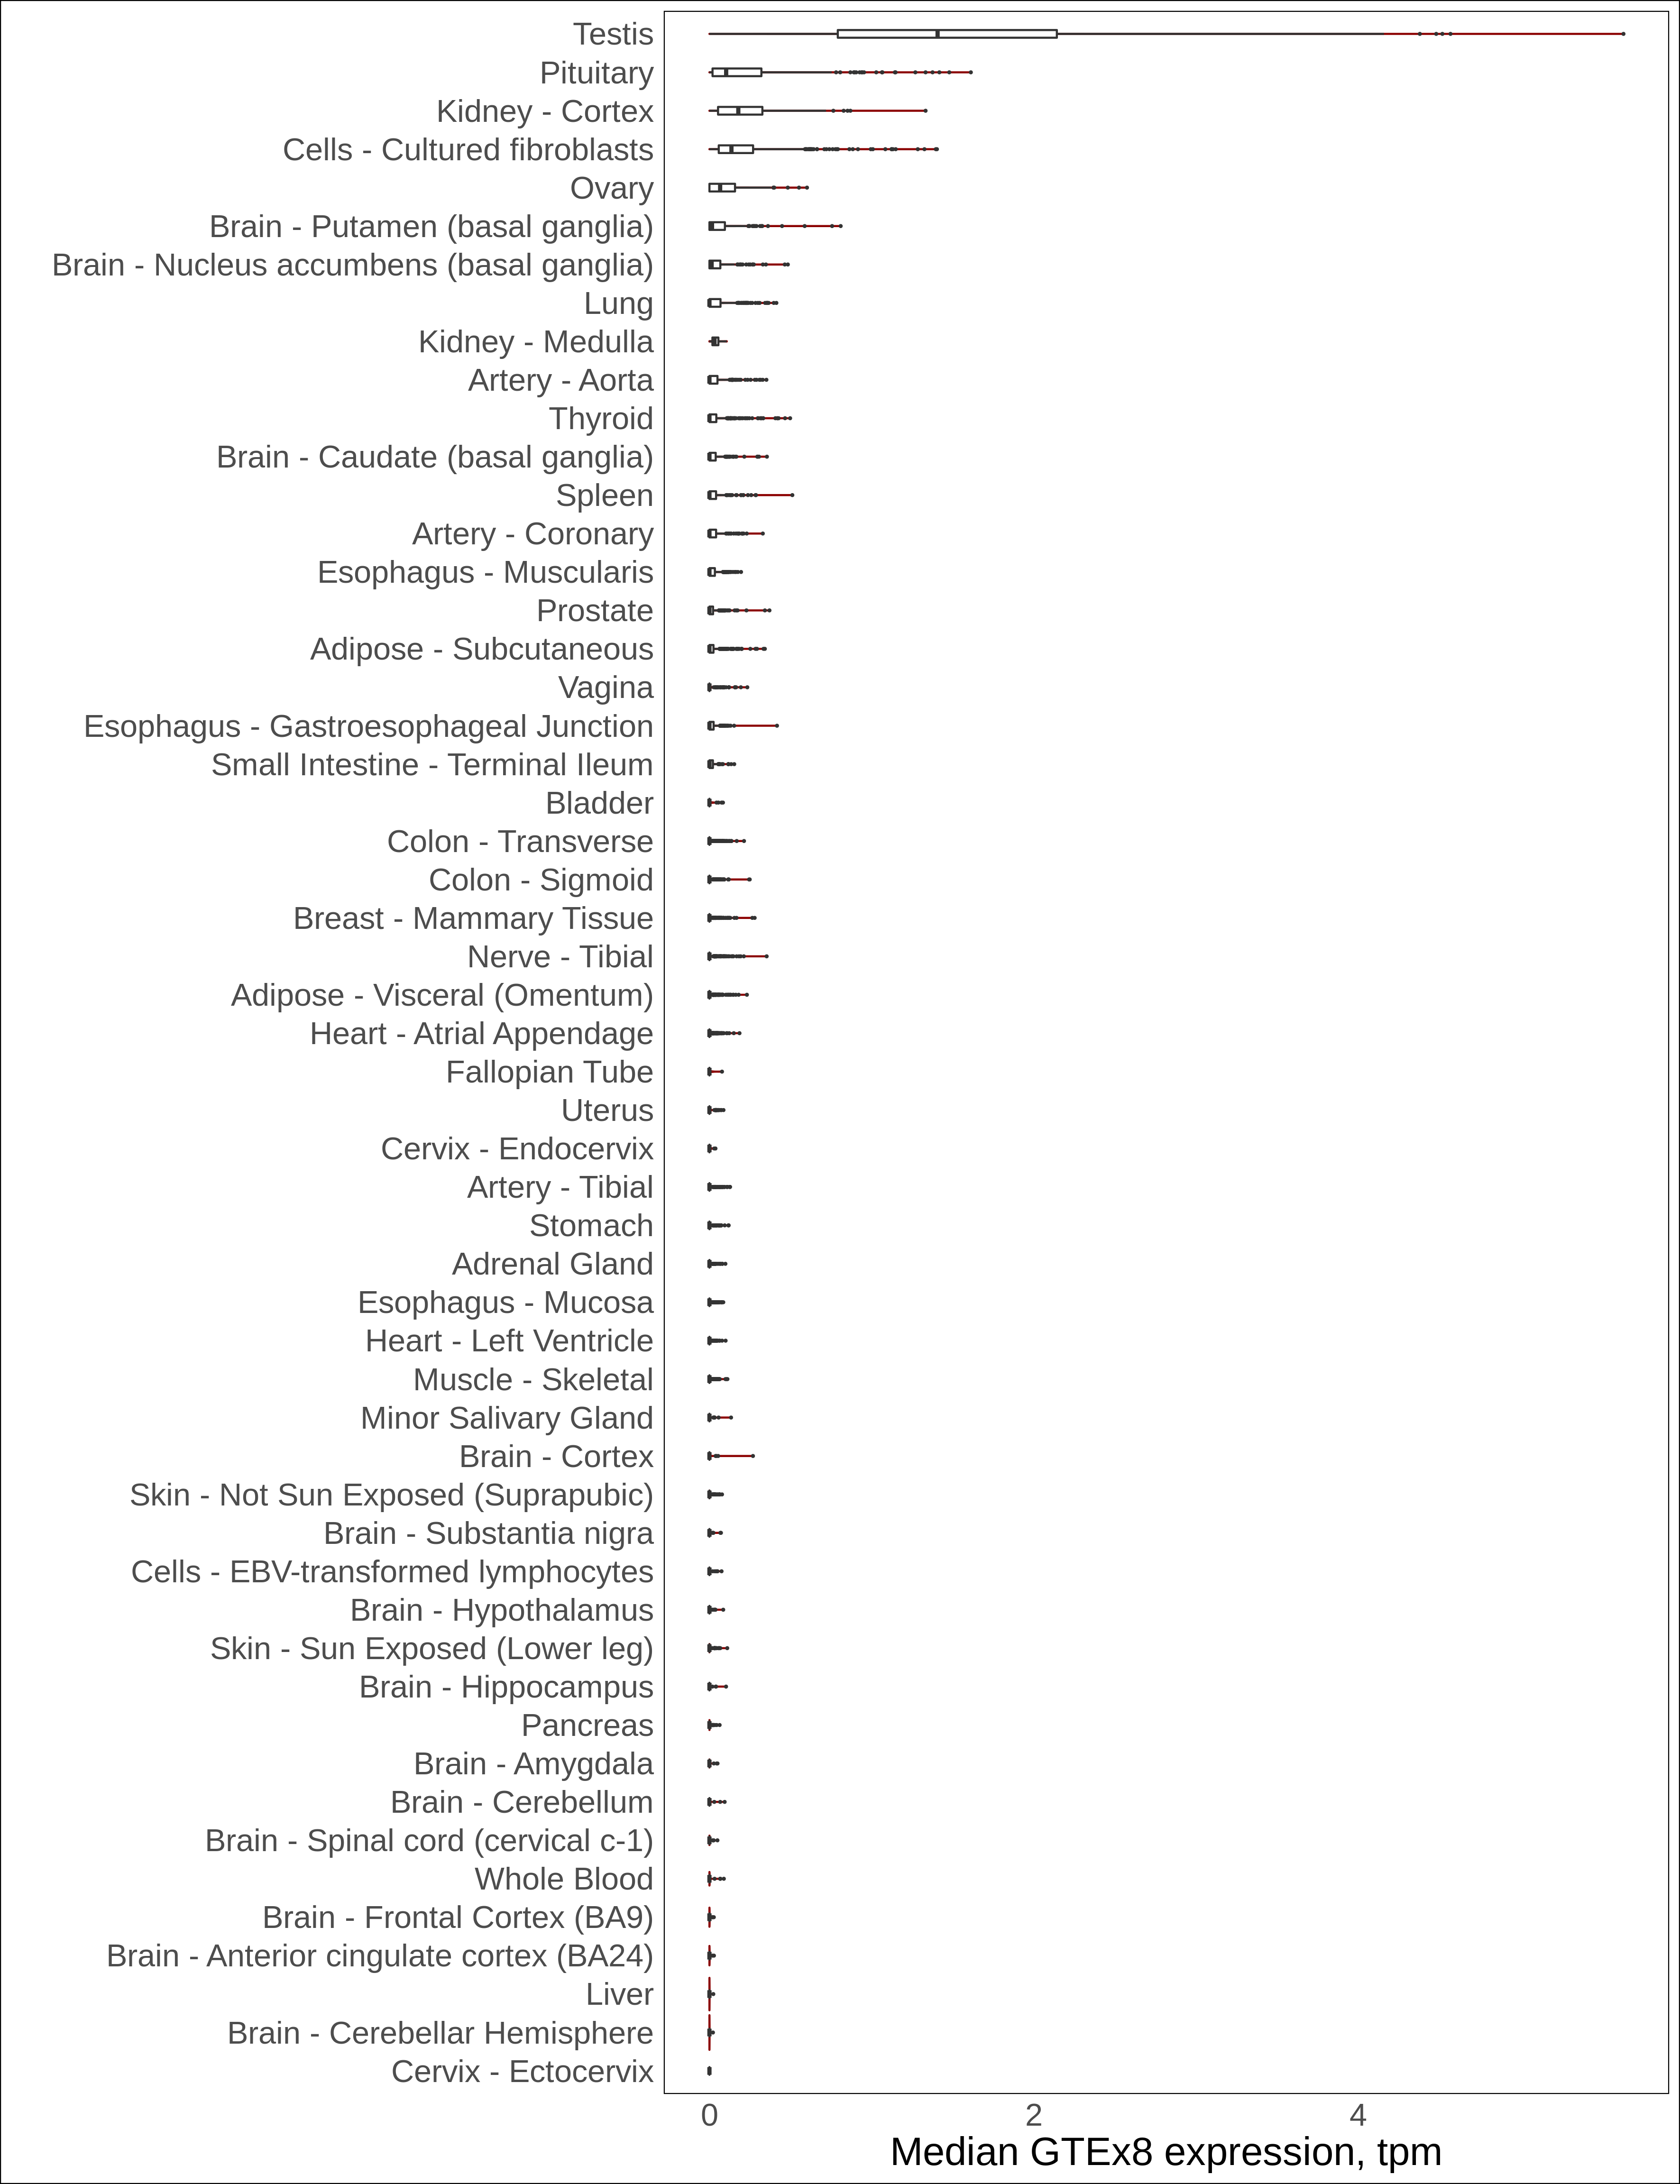 Testis
Pituitary
Kidney - Cortex
Cells - Cultured fibroblasts
Ovary
Brain - Putamen (basal ganglia)
Brain - Nucleus accumbens (basal ganglia)
Lung
Kidney - Medulla
Artery - Aorta
Thyroid
Brain - Caudate (basal ganglia)
Spleen
Artery - Coronary
Esophagus - Muscularis
Prostate
Adipose - Subcutaneous
Vagina
Esophagus - Gastroesophageal Junction
Small Intestine - Terminal Ileum
Bladder
Colon - Transverse
Colon - Sigmoid
Breast - Mammary Tissue
Nerve - Tibial
Adipose - Visceral (Omentum)
Heart - Atrial Appendage
Fallopian Tube
Uterus
Cervix - Endocervix
Artery - Tibial
Stomach
Adrenal Gland
Esophagus - Mucosa
Heart - Left Ventricle
Muscle - Skeletal
Minor Salivary Gland
Brain - Cortex
Skin - Not Sun Exposed (Suprapubic)
Brain - Substantia nigra
Cells - EBV-transformed lymphocytes
Brain - Hypothalamus
Skin - Sun Exposed (Lower leg)
Brain - Hippocampus
Pancreas
Brain - Amygdala
Brain - Cerebellum
Brain - Spinal cord (cervical c-1)
Whole Blood
Brain - Frontal Cortex (BA9)
Brain - Anterior cingulate cortex (BA24)
Liver
Brain - Cerebellar Hemisphere
Cervix - Ectocervix
0 2 4
Median GTEx8 expression, tpm